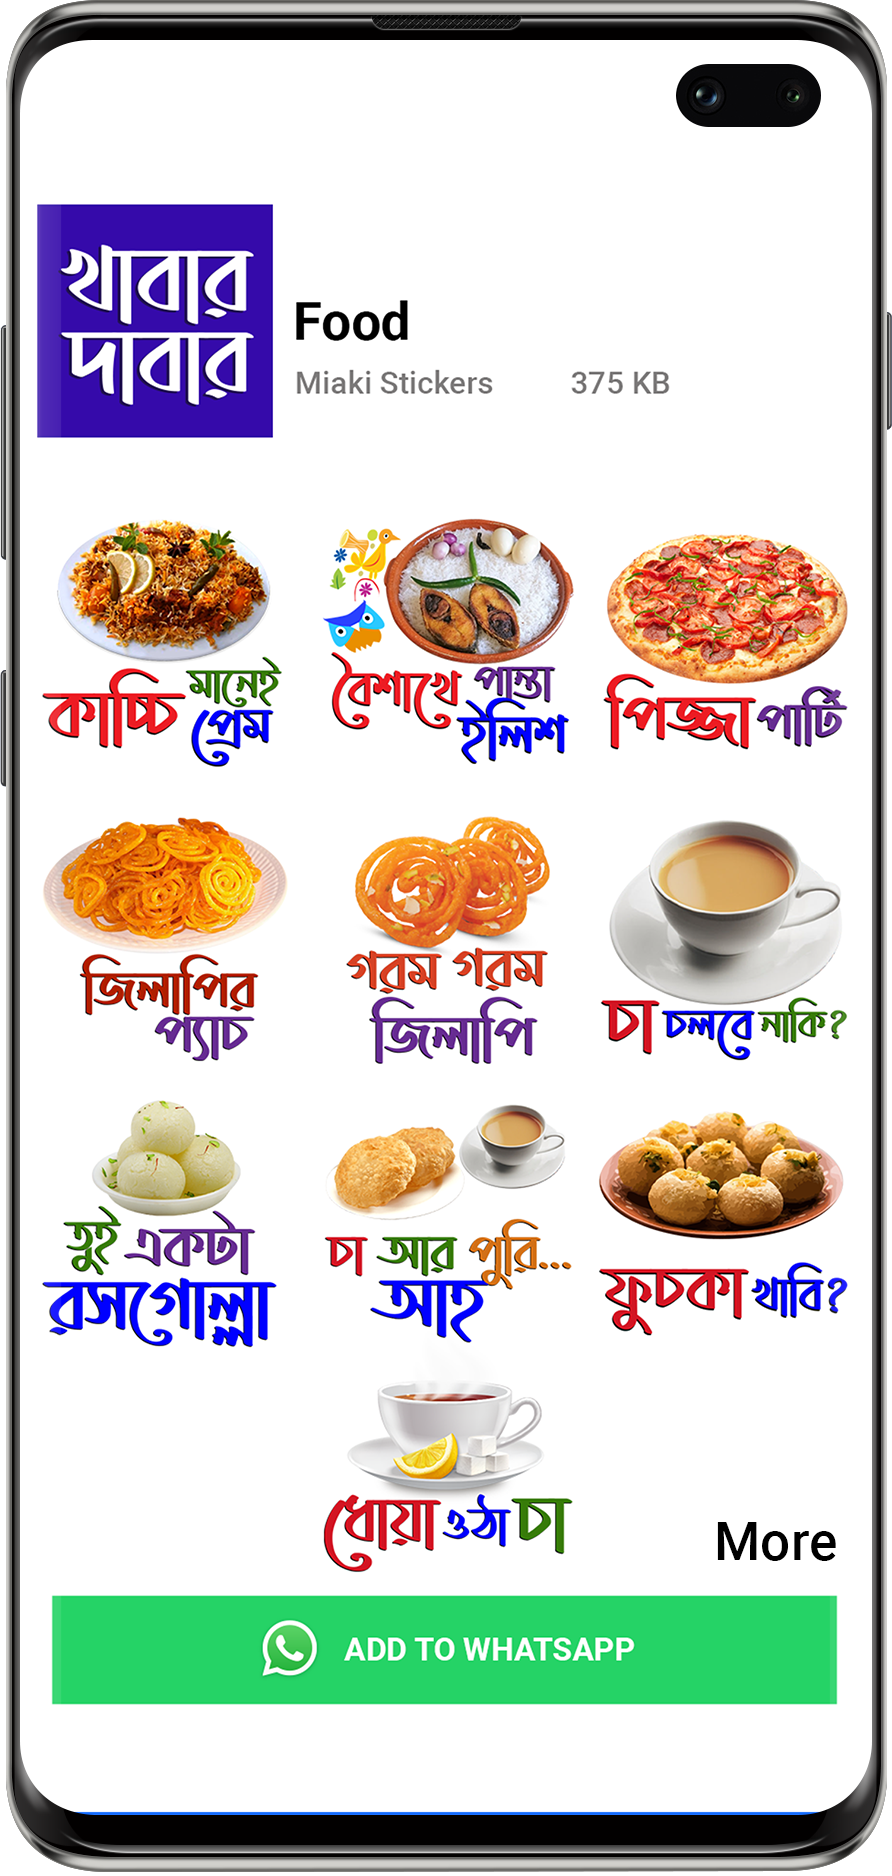 খাবার
দাবার
Food
Miaki Stickers 375 KB
কাচ্চি মানেই
প্রেম
বৈশাখে পান্তা
ইলিশ
পিজ্জা পার্টি
জিলাপির
প্যাচ
গরম গরম
জিলাপি
চা চলবে নাকি?
তুই একটা
রসগোল্লা
চা আর পুরি...
আহ
ফুচকা খাবি?
ধোয়া ওঠা চা
More
ADD TO WHATSAPP